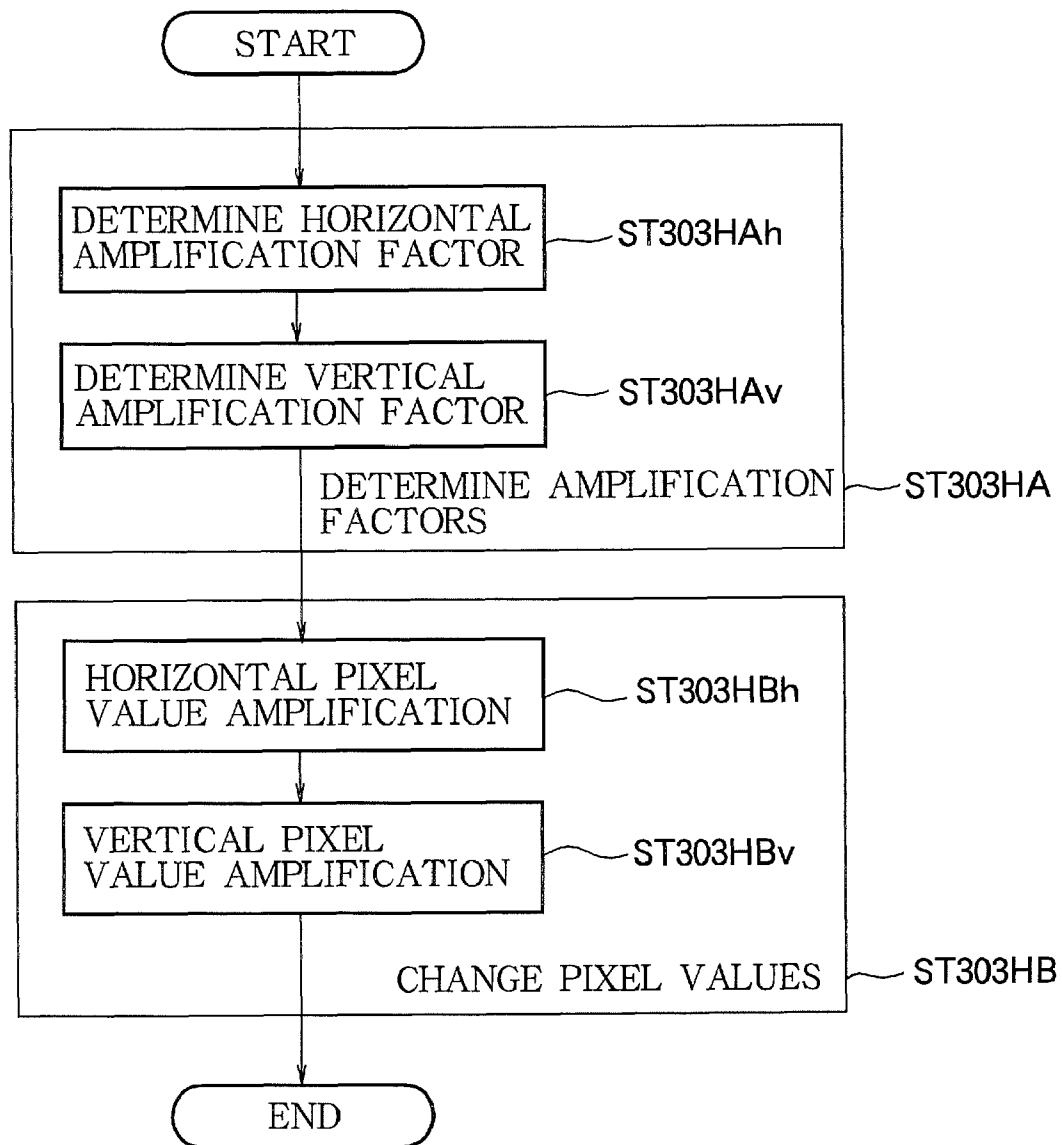 START
DETERMINE HORIZONTAL
AMPLIFICATION FACTOR
ST303HAh
DETERMINE VERTICAL
AMPLIFICATION FACTOR
ST303HAv
DETERMINE AMPLIFICATION
FACTORS
ST303HA
HORIZONTAL PIXEL
VALUE AMPLIFICATION
ST303HBh
VERTICAL PIXEL
VALUE AMPLIFICATION
ST303HBv
CHANGE PIXEL VALUES
ST303HB
END